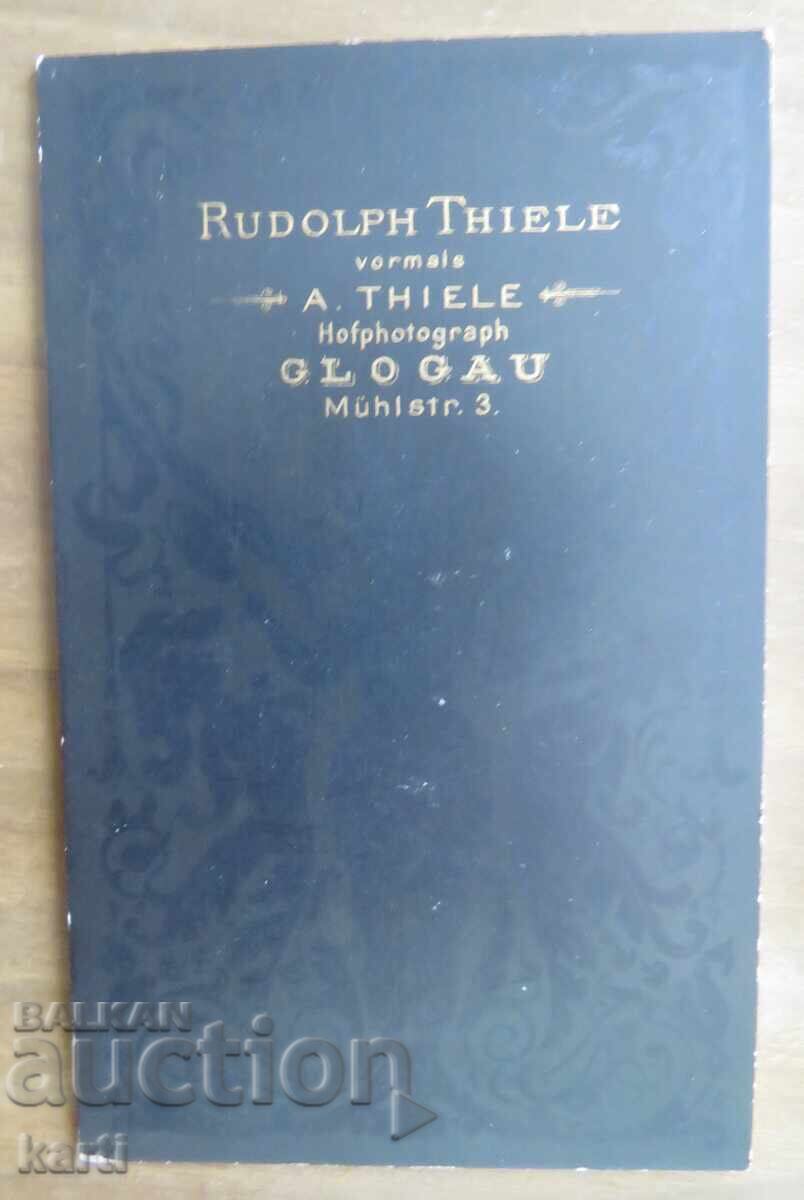 RUDOLPH THIELE
vormals
A. THIELE
Hofphotograph
GLOGAU
Mühlstr. 3.
BALKAN
auction
karti